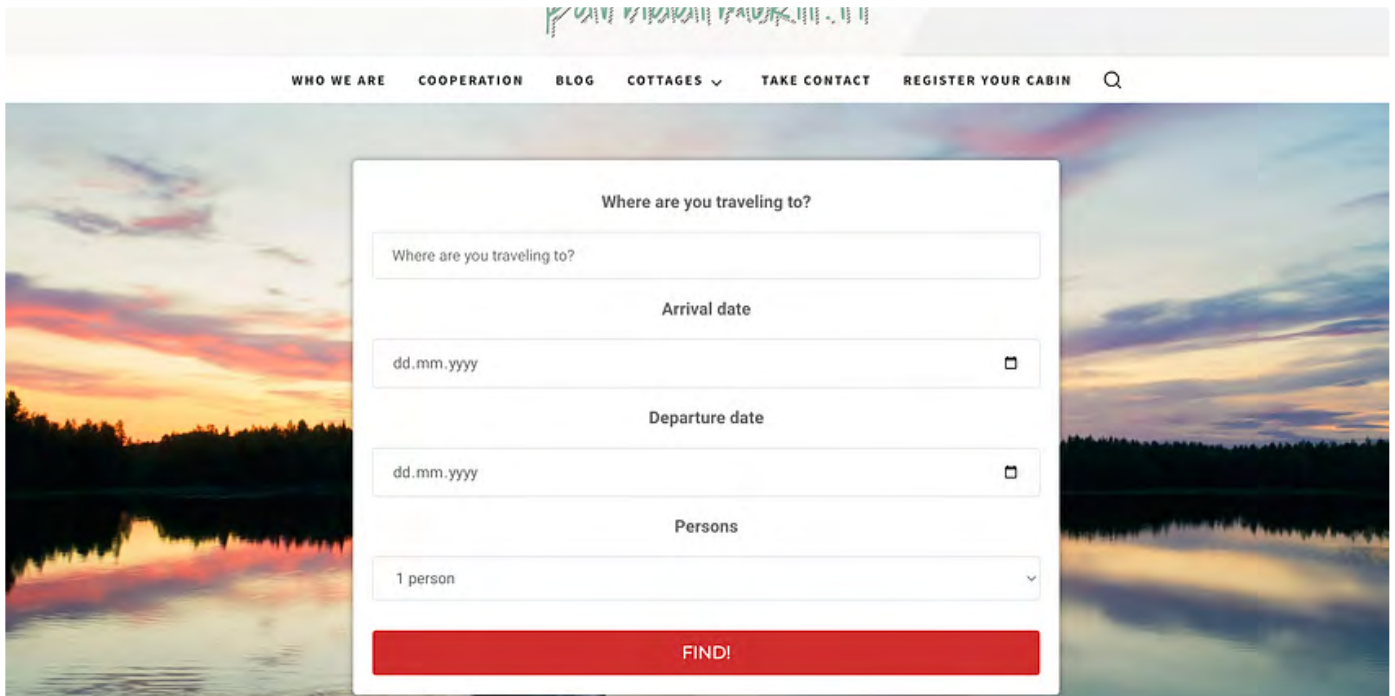 WHO WE ARE COOPERATION BLOG COTTAGES TAKE CONTACT REGISTER YOUR CABIN
Where are you traveling to?
Where are you traveling to?
Arrival date
dd.mm.yyyy
Departure date
dd.mm.yyyy
Persons
1 person
FIND!